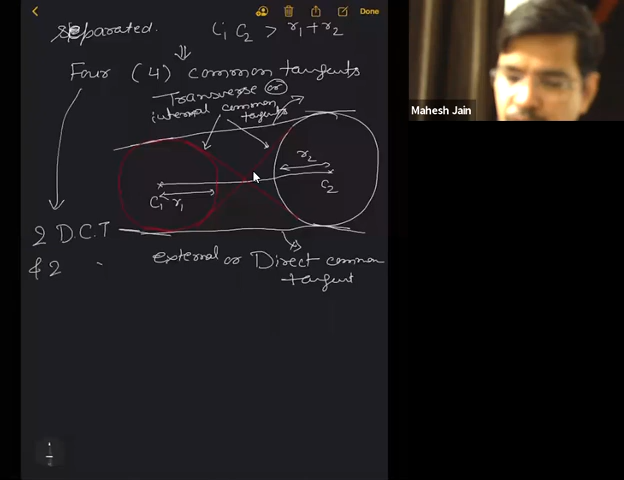 Done
separated. C₁ C₂ > r₁ + r₂
⇓
Four (4) common tangents
Transverse or
internal common
tangents
r₂
C₂
C₁ r₁
2 D.C.T
& 2
external or Direct common
tangent
Mahesh Jain